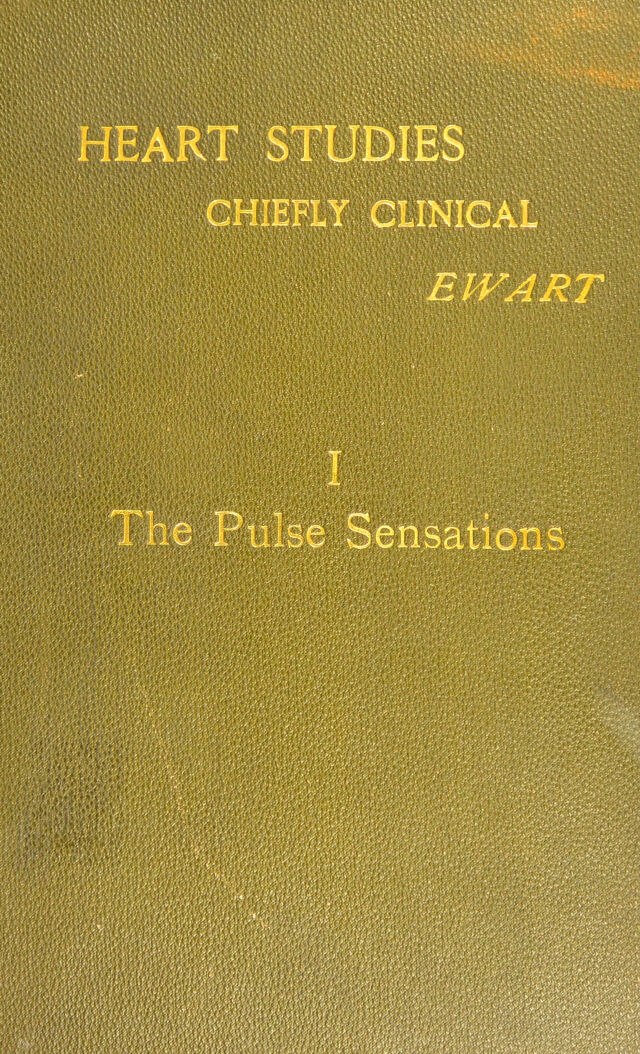 HEART STUDIES
CHIEFLY CLINICAL
EWART
I
The Pulse Sensations